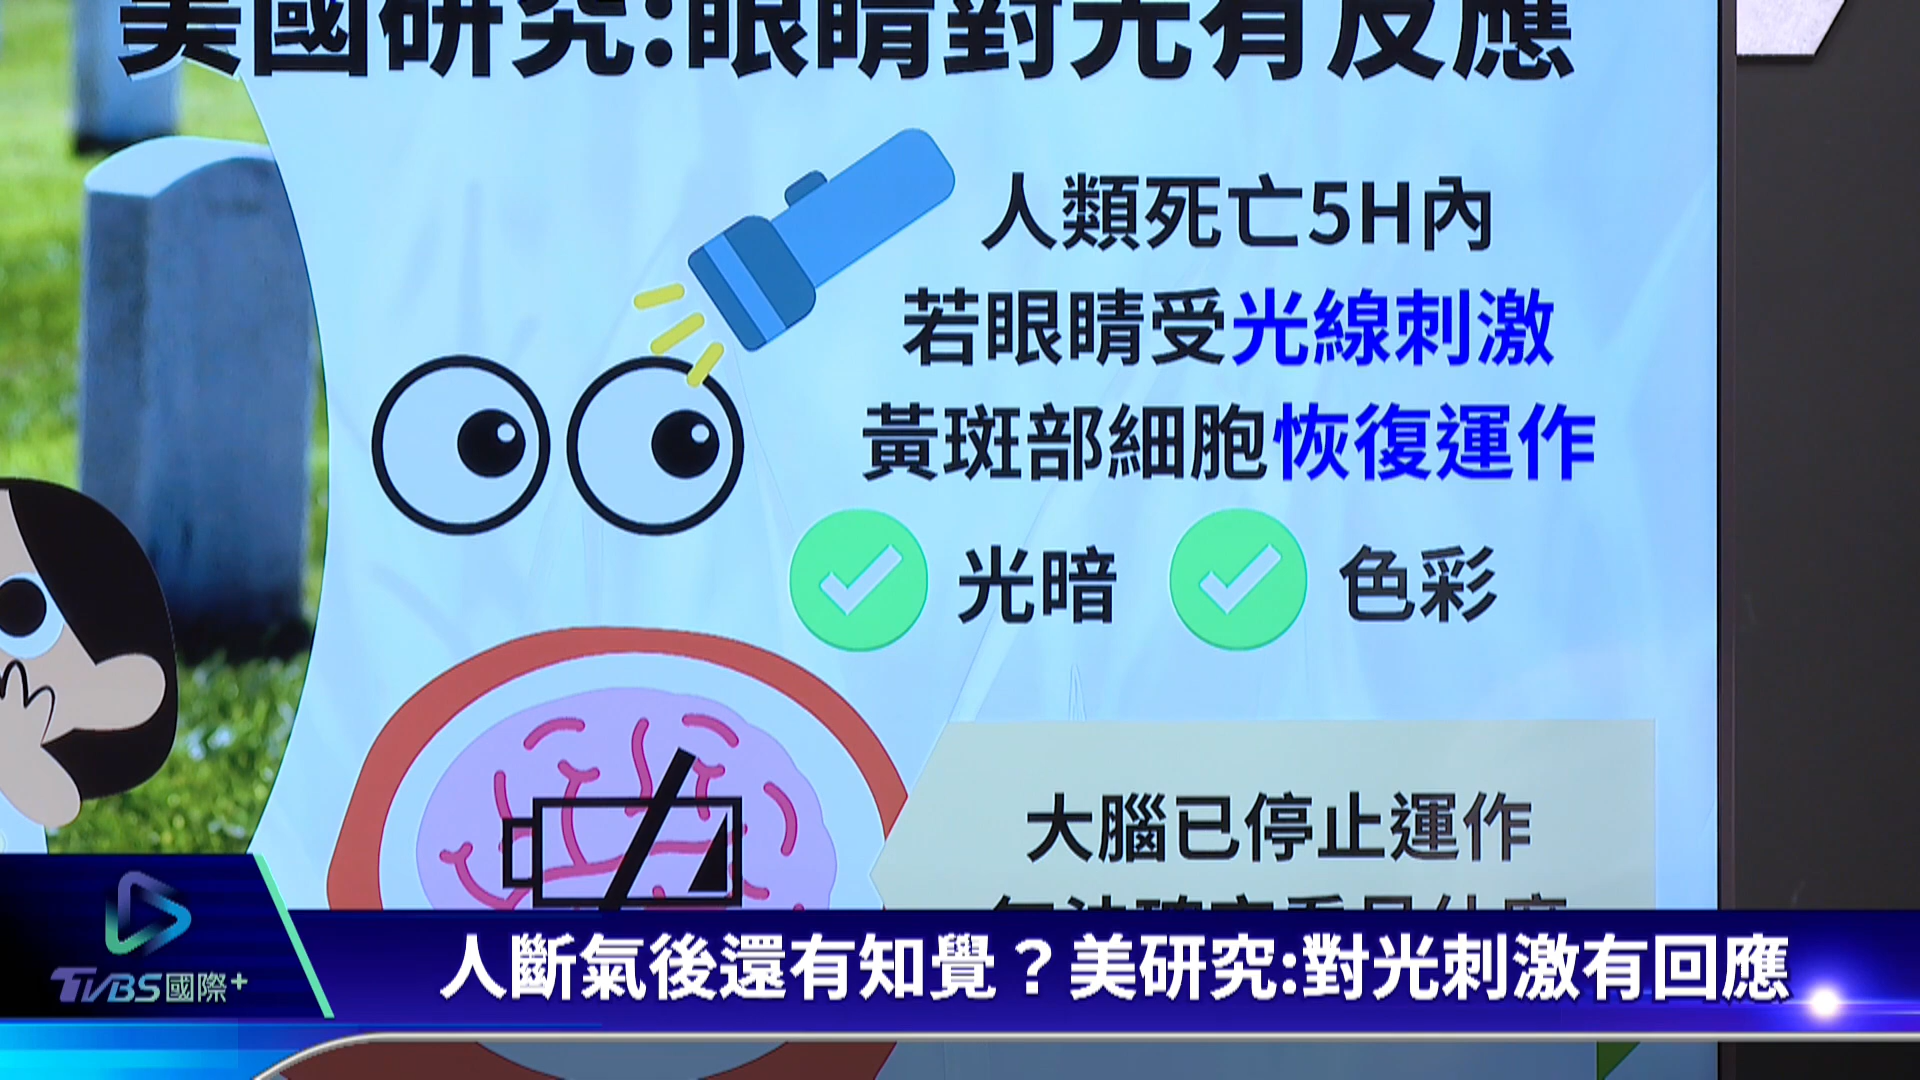 美國研究:眼睛對光有反應
人類死亡5H內
若眼睛受光線刺激
黃斑部細胞恢復運作
光暗
色彩
大腦已停止運作
人斷氣後還有知覺？美研究:對光刺激有回應
TVBS國際+